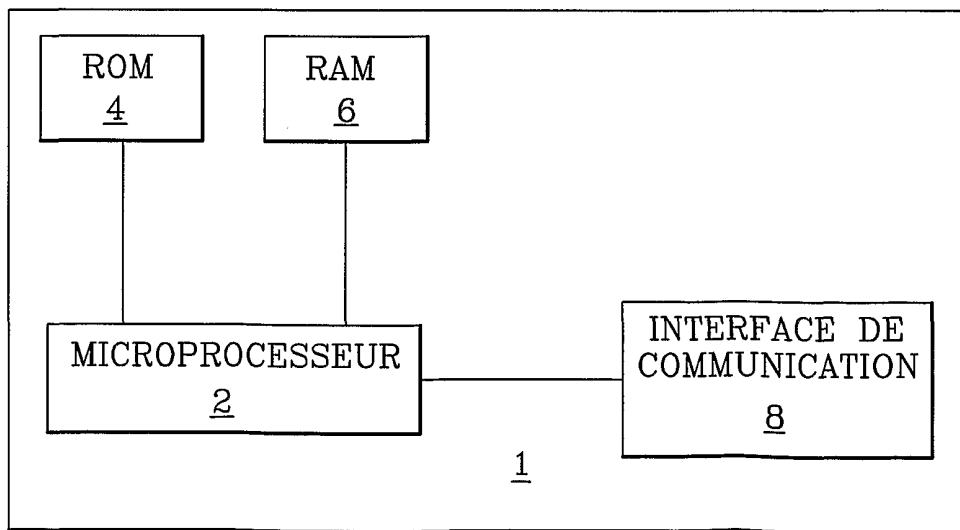 ROM
4
RAM
6
MICROPROCESSEUR
2
INTERFACE DE
COMMUNICATION
8
1